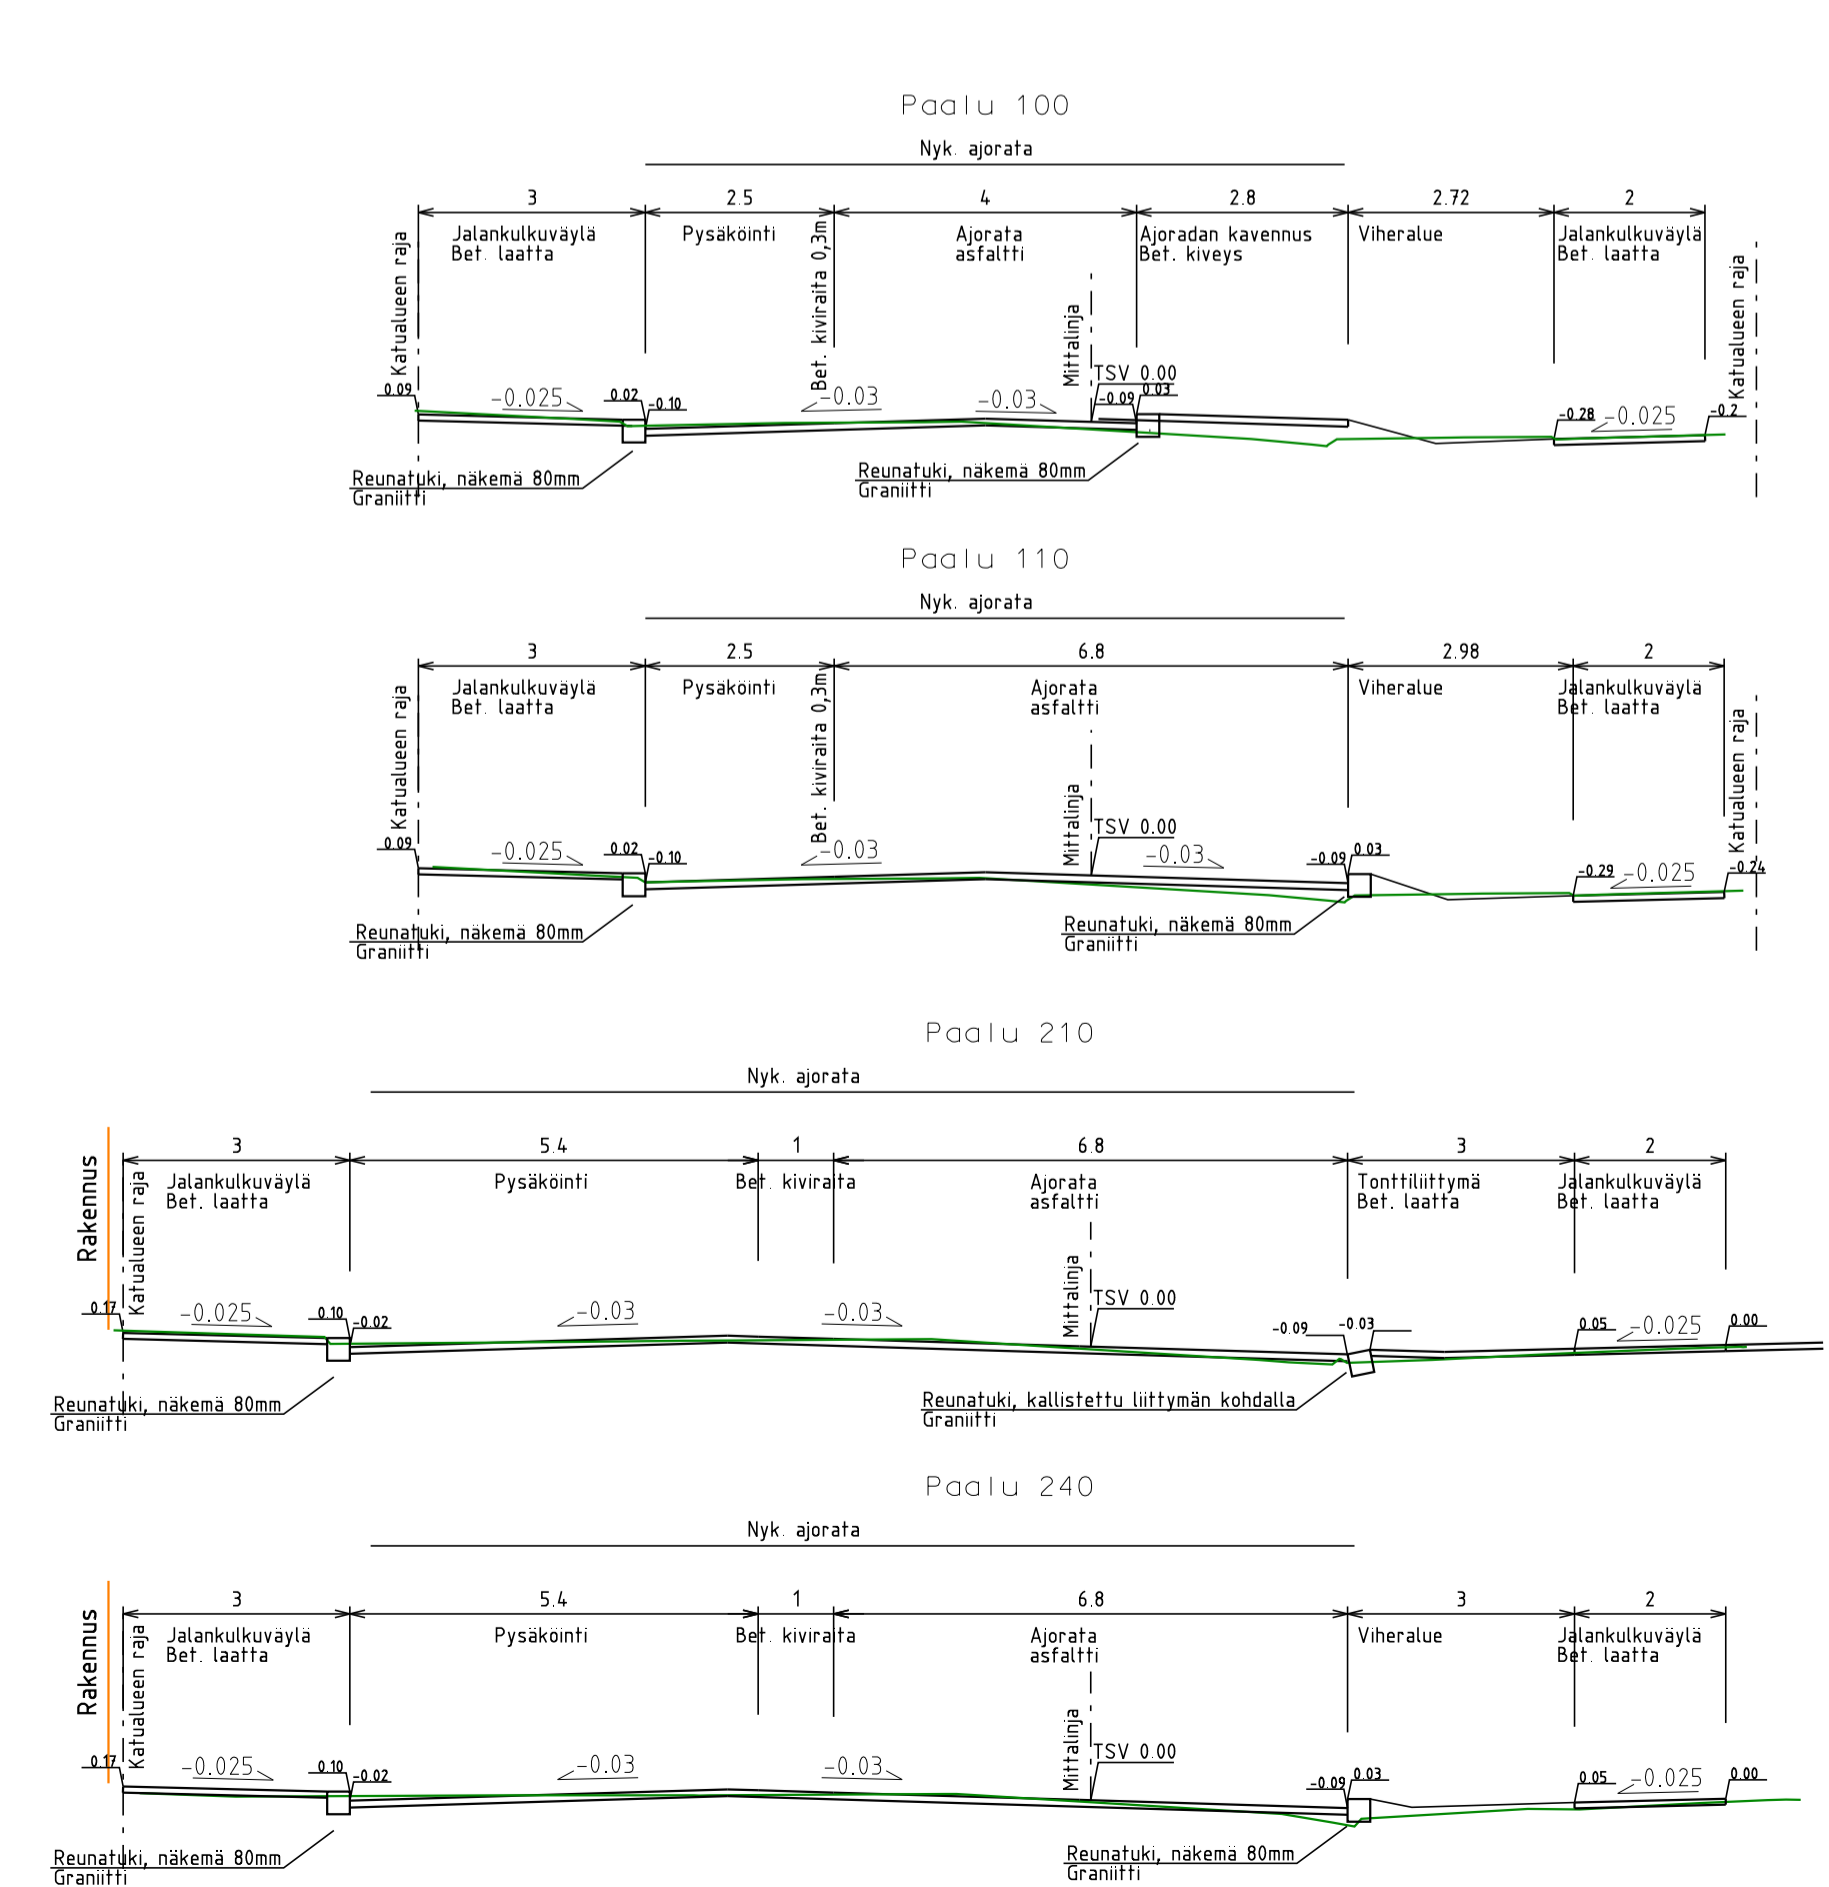 Paalu 100
Nyk. ajorata
3
2.5
4
2.8
2.72
2
Katualueen raja
Jalankulkuväylä
Bet. laatta
Pysäköinti
Bet. kiviraita 0,3m
Ajorata
asfaltti
Ajoradan kavennus
Bet. kiveys
Viheralue
Jalankulkuväylä
Bet. laatta
Katualueen raja
Mittalinja
TSV 0.00
0.09
-0.025
0.02
-0.10
-0.03
-0.03
-0.09
0.03
-0.28
-0.025
-0.2
Reunatuki, näkemä 80mm
Graniitti
Reunatuki, näkemä 80mm
Graniitti
Paalu 110
Nyk. ajorata
3
2.5
6.8
2.98
2
Katualueen raja
Jalankulkuväylä
Bet. laatta
Pysäköinti
Bet. kiviraita 0,3m
Ajorata
asfaltti
Viheralue
Jalankulkuväylä
Bet. laatta
Katualueen raja
Mittalinja
TSV 0.00
0.09
-0.025
0.02
-0.10
-0.03
-0.03
-0.09
0.03
-0.29
-0.025
-0.24
Reunatuki, näkemä 80mm
Graniitti
Reunatuki, näkemä 80mm
Graniitti
Paalu 210
Nyk. ajorata
3
5.4
1
6.8
3
2
Rakennus
Katualueen raja
Jalankulkuväylä
Bet. laatta
Pysäköinti
Bet. kiviraita
Ajorata
asfaltti
Tonttiliittymä
Bet. laatta
Jalankulkuväylä
Bet. laatta
Mittalinja
TSV 0.00
0.17
-0.025
0.10
-0.02
-0.03
-0.03
-0.09
-0.03
0.05
-0.025
0.00
Reunatuki, näkemä 80mm
Graniitti
Reunatuki, kallistettu liittymän kohdalla
Graniitti
Paalu 240
Nyk. ajorata
3
5.4
1
6.8
3
2
Rakennus
Katualueen raja
Jalankulkuväylä
Bet. laatta
Pysäköinti
Bet. kiviraita
Ajorata
asfaltti
Viheralue
Jalankulkuväylä
Bet. laatta
Mittalinja
TSV 0.00
0.17
-0.025
0.10
-0.02
-0.03
-0.03
-0.09
0.03
0.05
-0.025
0.00
Reunatuki, näkemä 80mm
Graniitti
Reunatuki, näkemä 80mm
Graniitti